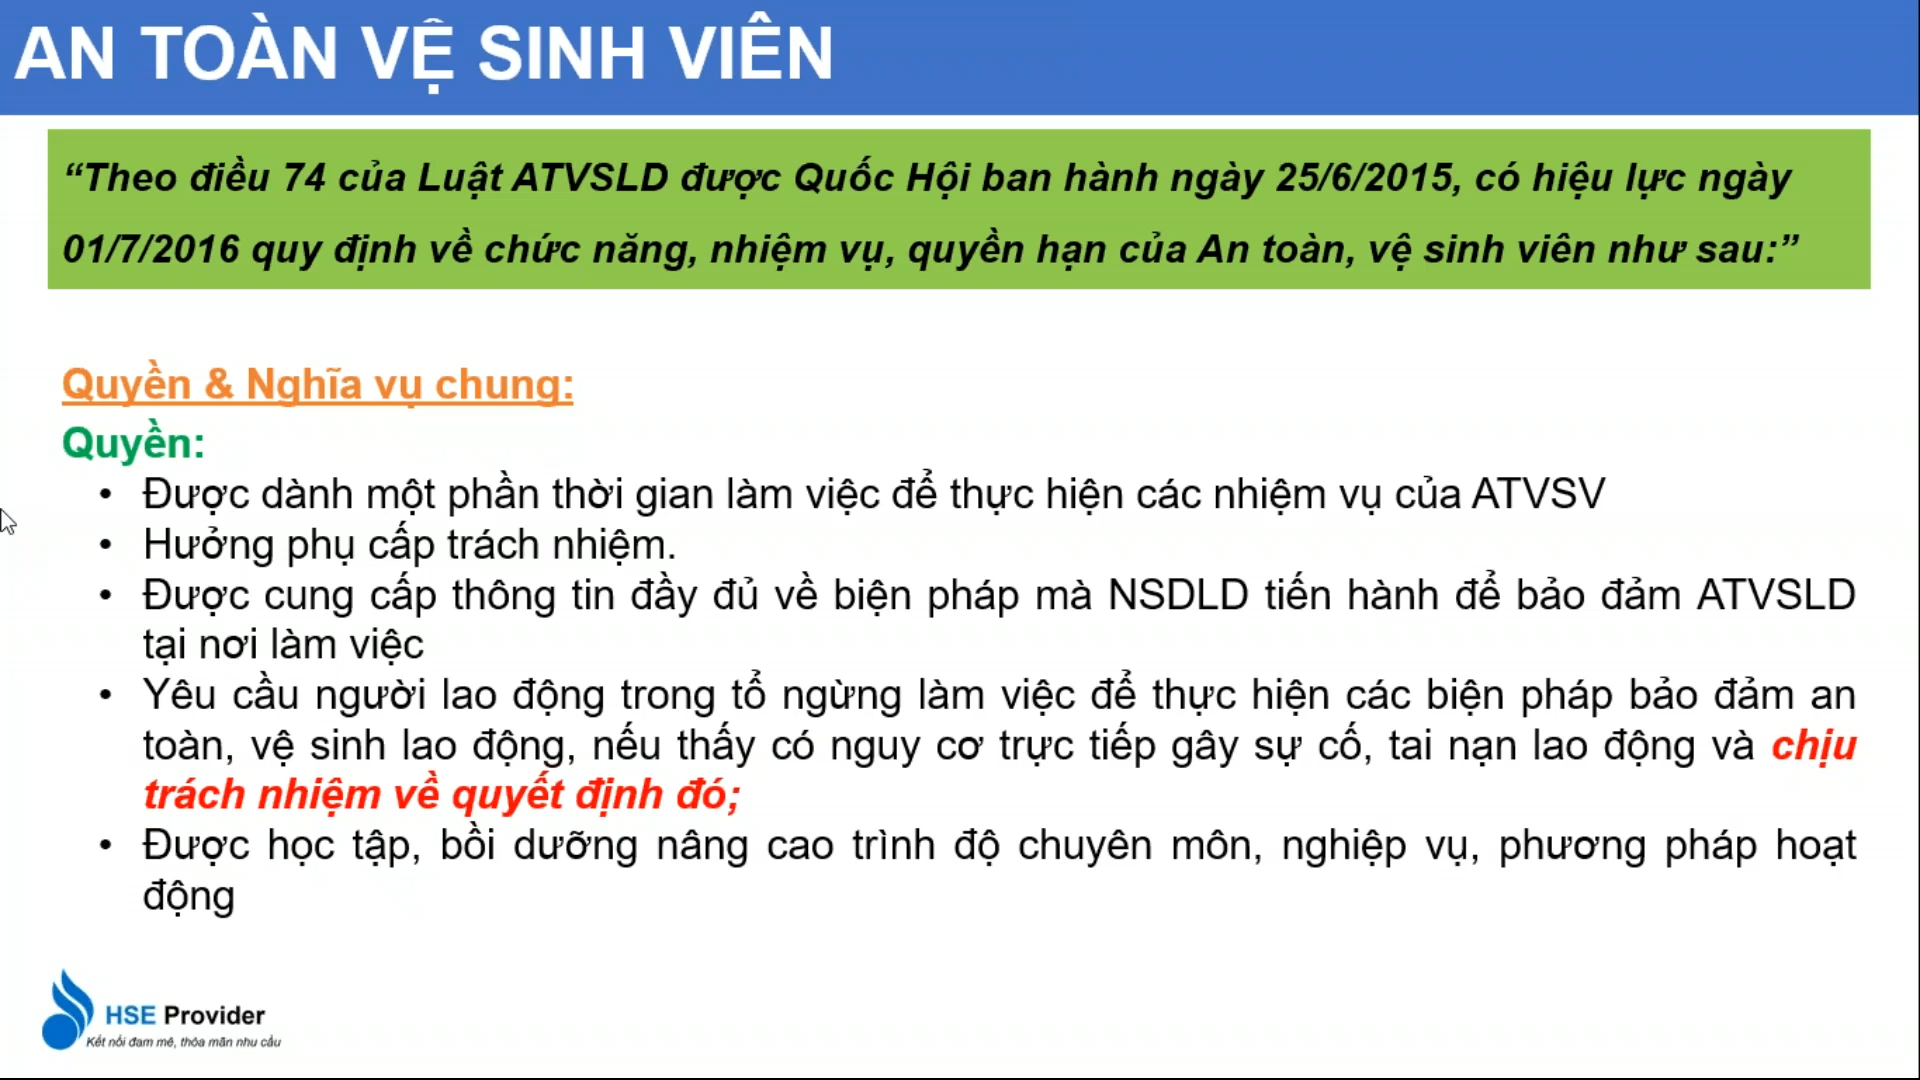 AN TOÀN VỆ SINH VIÊN
“Theo điều 74 của Luật ATVSLD được Quốc Hội ban hành ngày 25/6/2015, có hiệu lực ngày
01/7/2016 quy định về chức năng, nhiệm vụ, quyền hạn của An toàn, vệ sinh viên như sau:”
Quyền & Nghĩa vụ chung:
Quyền:
• Được dành một phần thời gian làm việc để thực hiện các nhiệm vụ của ATVSV
• Hưởng phụ cấp trách nhiệm.
• Được cung cấp thông tin đầy đủ về biện pháp mà NSDLD tiến hành để bảo đảm ATVSLD
tại nơi làm việc
• Yêu cầu người lao động trong tổ ngừng làm việc để thực hiện các biện pháp bảo đảm an
toàn, vệ sinh lao động, nếu thấy có nguy cơ trực tiếp gây sự cố, tai nạn lao động và chịu
trách nhiệm về quyết định đó;
• Được học tập, bồi dưỡng nâng cao trình độ chuyên môn, nghiệp vụ, phương pháp hoạt
động
HSE Provider
Kết nối đam mê, thỏa mãn nhu cầu